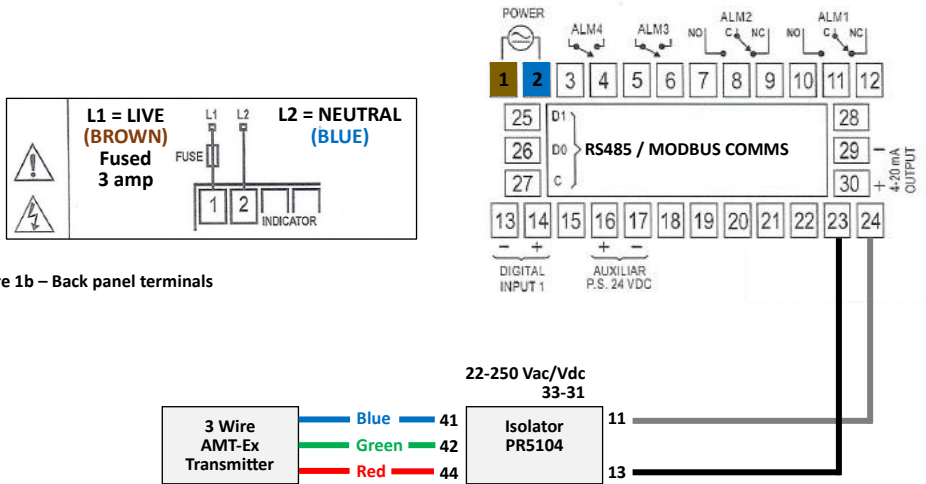 POWER
ALM4
ALM3
ALM2
ALM1
NO C NC NO C NC
1 2 3 4 5 6 7 8 9 10 11 12
L1 = LIVE
(BROWN)
Fused
3 amp
L1 L2
FUSE
1 2
INDICATOR
L2 = NEUTRAL
(BLUE)
25 D1 28
26 D0 RS485 / MODBUS COMMS 29 −
27 C 30 +
4-20 mA
OUTPUT
13 14 15 16 17 18 19 20 21 22 23 24
− + + −
DIGITAL
INPUT 1
AUXILIAR
P.S. 24 VDC
e 1b – Back panel terminals
22-250 Vac/Vdc
33-31
3 Wire
AMT-Ex
Transmitter
Blue 41
Green 42
Red 44
Isolator
PR5104
11
13